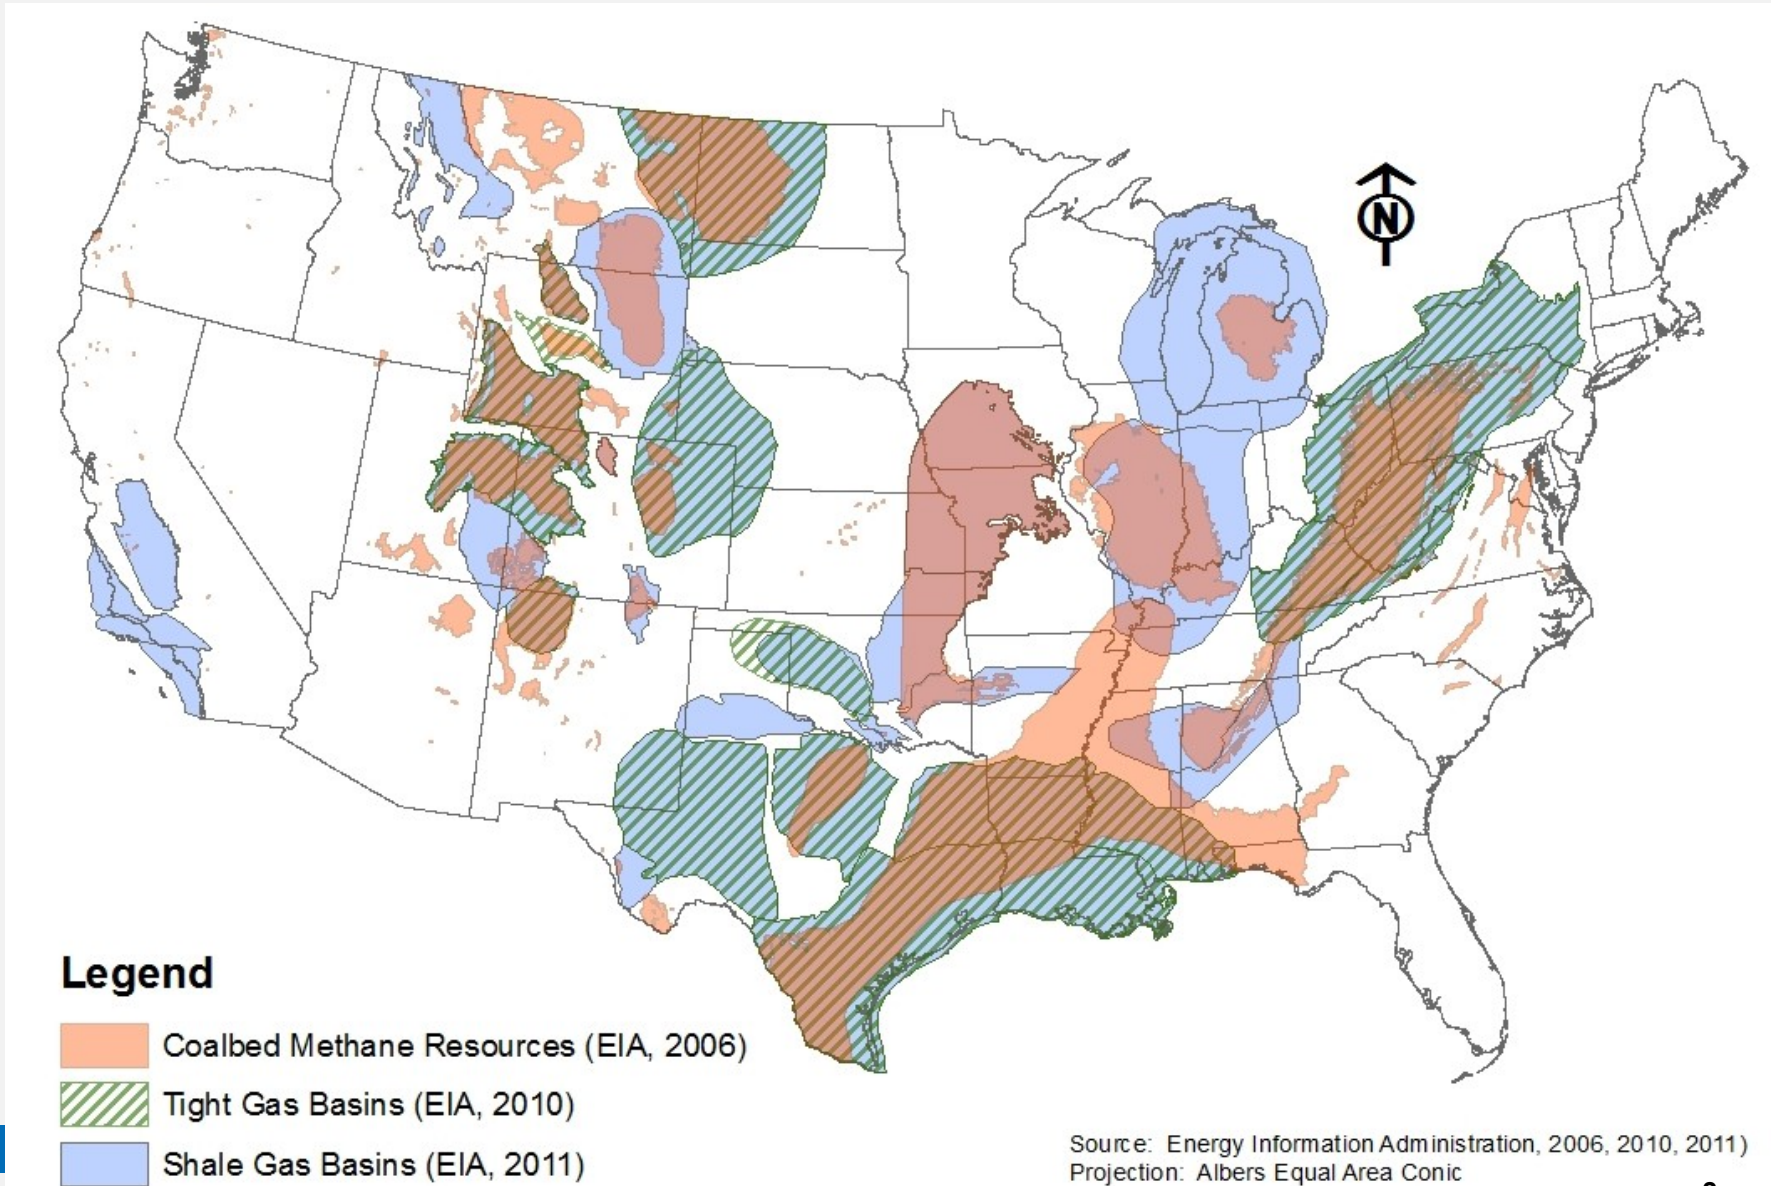 N
Legend
Coalbed Methane Resources (EIA, 2006)
Tight Gas Basins (EIA, 2010)
Shale Gas Basins (EIA, 2011)
Source: Energy Information Administration, 2006, 2010, 2011)
Projection: Albers Equal Area Conic